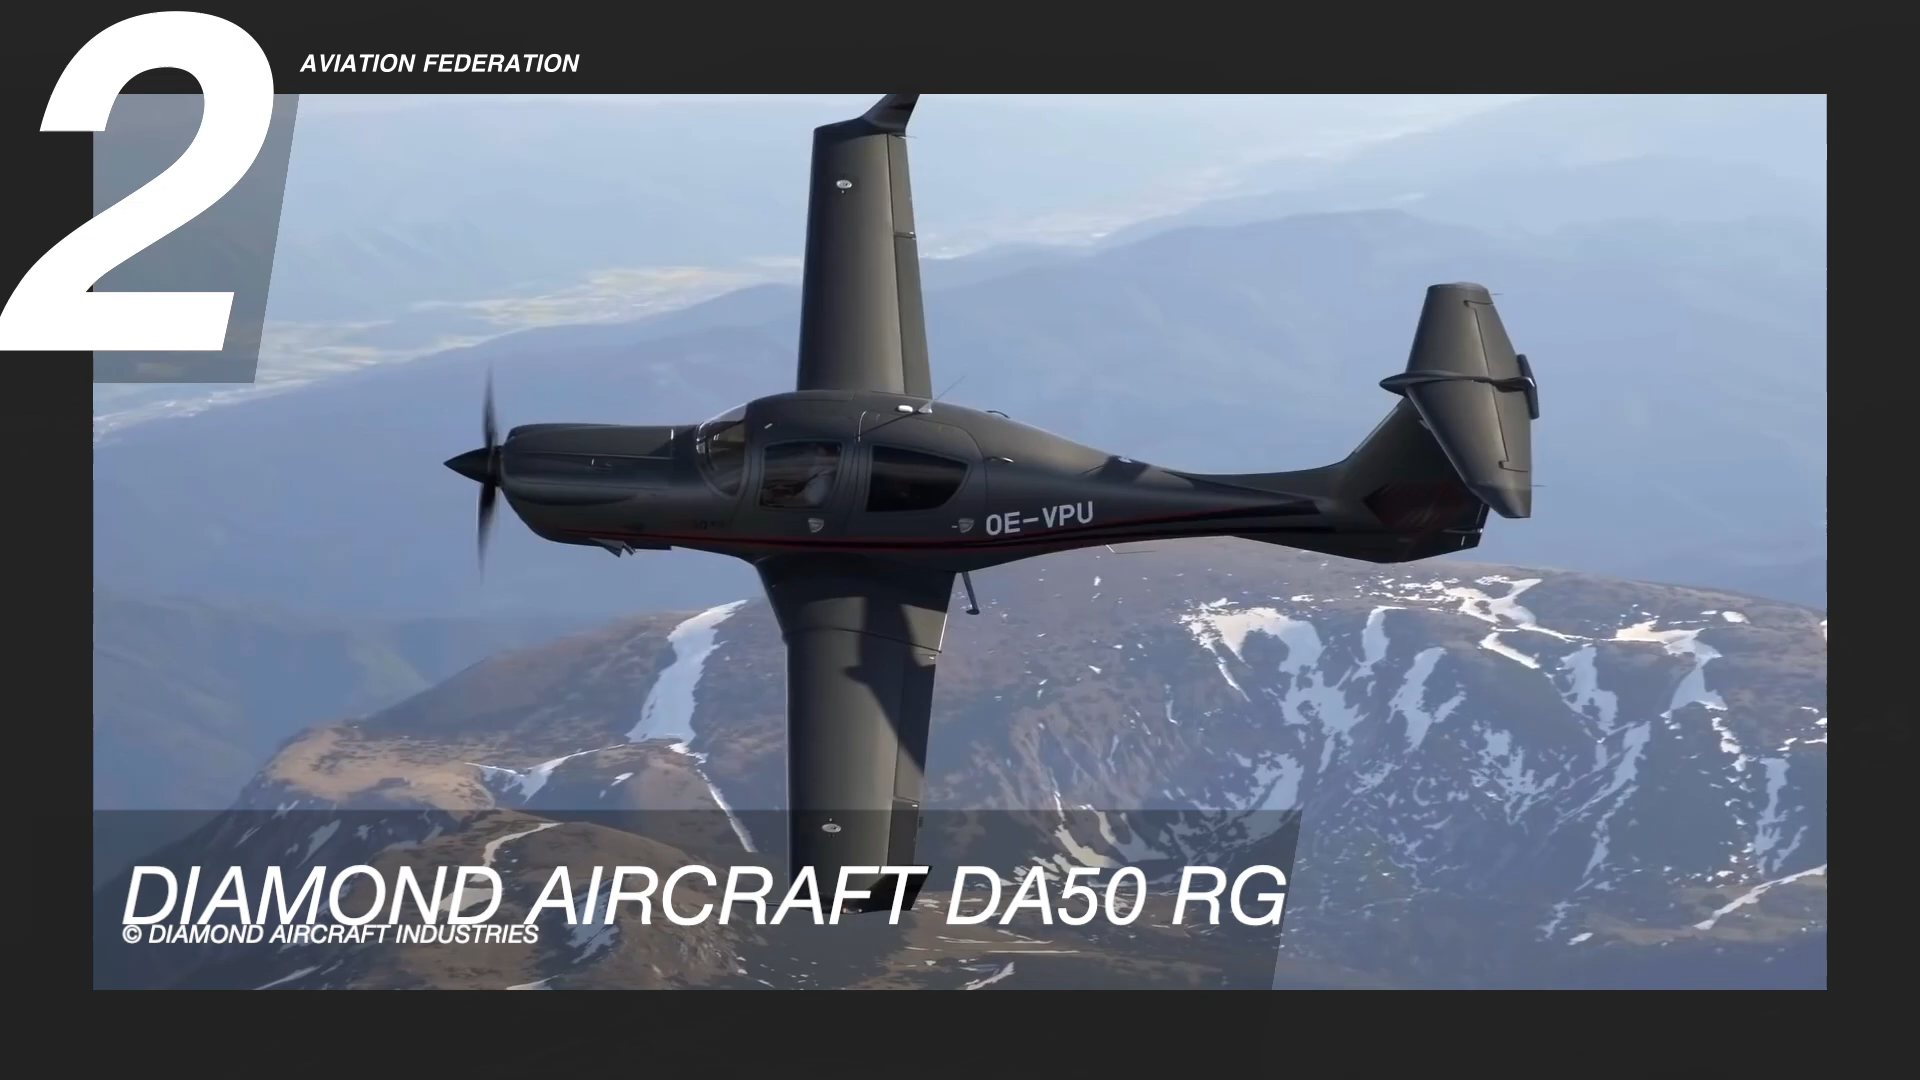 2
AVIATION FEDERATION
OE-VPU
DIAMOND AIRCRAFT DA50 RG
© DIAMOND AIRCRAFT INDUSTRIES